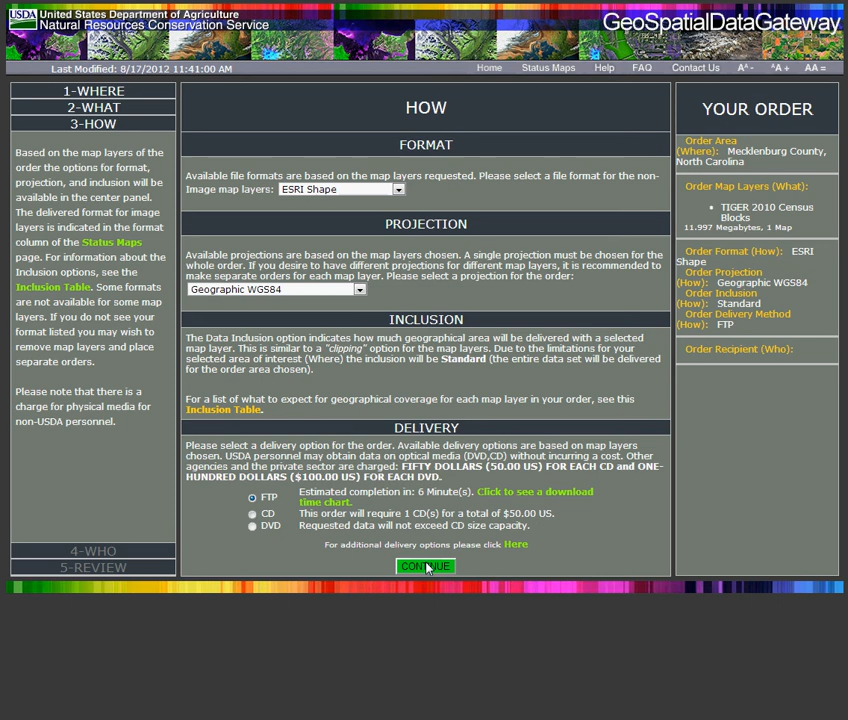 USDA United States Department of Agriculture
Natural Resources Conservation Service
GeoSpatialDataGateway
Last Modified: 8/17/2012 11:41:00 AM
Home Status Maps Help FAQ Contact Us A^A - ^AA + AA =
1-WHERE
2-WHAT
3-HOW
Based on the map layers of the
order the options for format,
projection, and inclusion will be
available in the center panel.
The delivered format for image
layers is indicated in the format
column of the Status Maps
page. For information about the
Inclusion options, see the
Inclusion Table. Some formats
are not available for some map
layers. If you do not see your
format listed you may wish to
remove map layers and place
separate orders.
Please note that there is a
charge for physical media for
non-USDA personnel.
4-WHO
5-REVIEW
HOW
FORMAT
Available file formats are based on the map layers requested. Please select a file format for the non-
Image map layers: ESRI Shape
PROJECTION
Available projections are based on the map layers chosen. A single projection must be chosen for the
whole order. If you desire to have different projections for different map layers, it is recommended to
make separate orders for each map layer. Please select a projection for the order:
Geographic WGS84
INCLUSION
The Data Inclusion option indicates how much geographical area will be delivered with a selected
map layer. This is similar to a "clipping" option for the map layers. Due to the limitations for your
selected area of interest (Where) the inclusion will be Standard (the entire data set will be delivered
for the order area chosen).
For a list of what to expect for geographical coverage for each map layer in your order, see this
Inclusion Table.
DELIVERY
Please select a delivery option for the order. Available delivery options are based on map layers
chosen. USDA personnel may obtain data on optical media (DVD,CD) without incurring a cost. Other
agencies and the private sector are charged: FIFTY DOLLARS (50.00 US) FOR EACH CD and ONE-
HUNDRED DOLLARS ($100.00 US) FOR EACH DVD.
FTP Estimated completion in: 6 Minute(s). Click to see a download
time chart.
CD This order will require 1 CD(s) for a total of $50.00 US.
DVD Requested data will not exceed CD size capacity.
For additional delivery options please click Here
CONTINUE
YOUR ORDER
Order Area
(Where): Mecklenburg County,
North Carolina
Order Map Layers (What):
• TIGER 2010 Census
Blocks
11.997 Megabytes, 1 Map
Order Format (How): ESRI
Shape
Order Projection
(How): Geographic WGS84
Order Inclusion
(How): Standard
Order Delivery Method
(How): FTP
Order Recipient (Who):